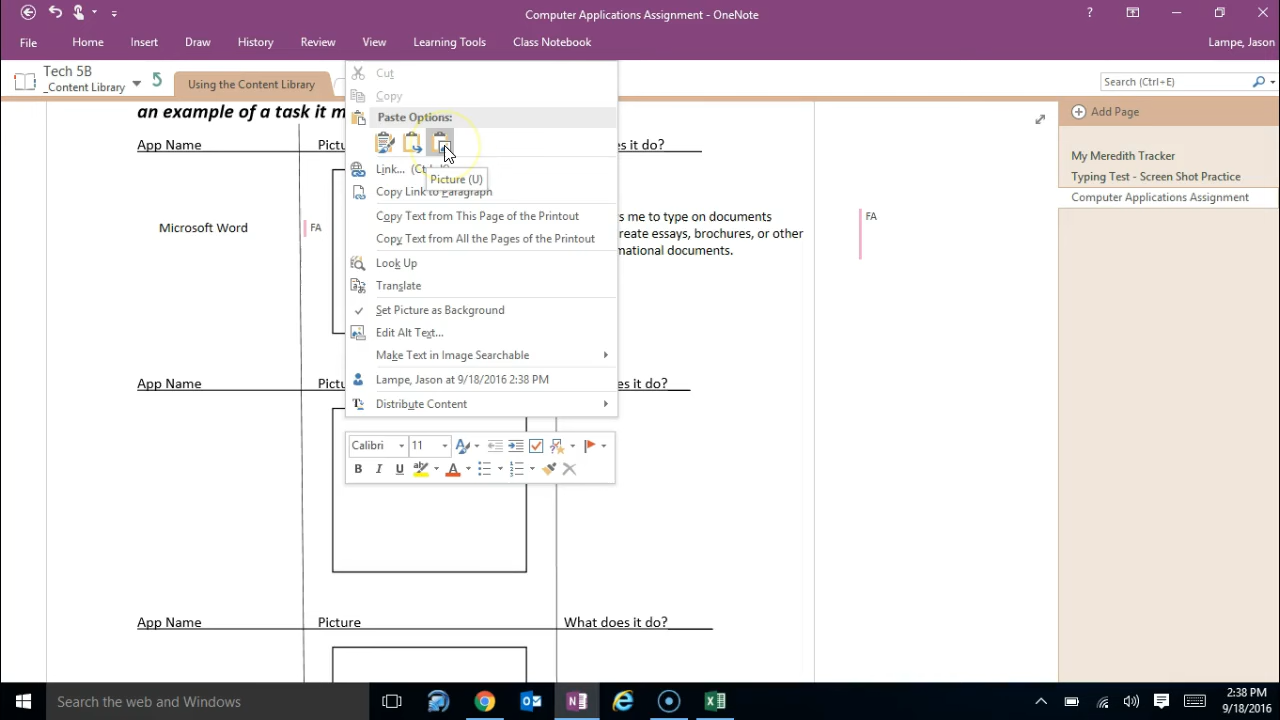 Computer Applications Assignment - OneNote
?
File Home Insert Draw History Review View Learning Tools Class Notebook Lampe, Jason
Tech 5B
_Content Library
Using the Content Library
Search (Ctrl+E)
an example of a task it m
Add Page
My Meredith Tracker
Typing Test - Screen Shot Practice
Computer Applications Assignment
Cut
Copy
Paste Options:
Picture (U)
Link...
Copy Link to Paragraph
Copy Text from This Page of the Printout
Copy Text from All the Pages of the Printout
Look Up
Translate
Set Picture as Background
Edit Alt Text...
Make Text in Image Searchable
Lampe, Jason at 9/18/2016 2:38 PM
Distribute Content
Calibri 11
B I U ab A
App Name Pictu es it do?
Microsoft Word FA
s me to type on documents FA
reate essays, brochures, or other
mational documents.
App Name Pictu es it do?
App Name Picture What does it do?
Search the web and Windows
2:38 PM
9/18/2016